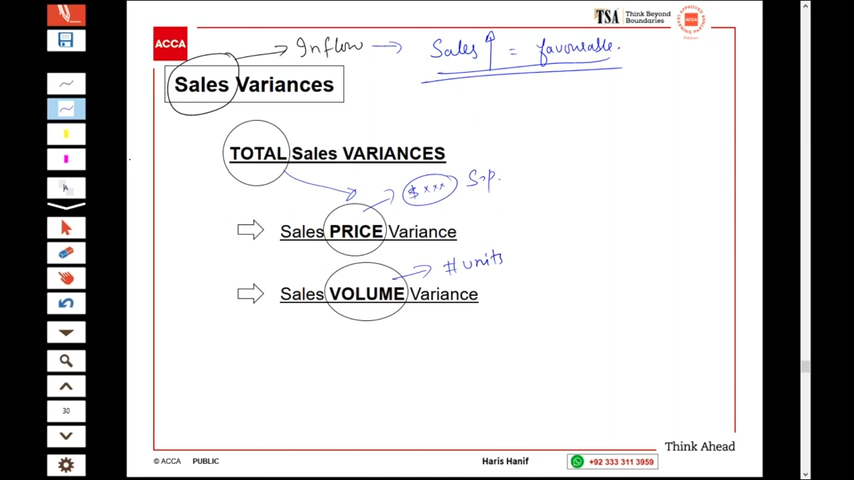 TSA Think Beyond
Boundaries
ACCA
Inflow → Sales ↑ = favourable.
Sales Variances
TOTAL Sales VARIANCES
$ xxx S.p.
Sales PRICE Variance
# units
Sales VOLUME Variance
30
Think Ahead
© ACCA PUBLIC Haris Hanif +92 333 311 3959